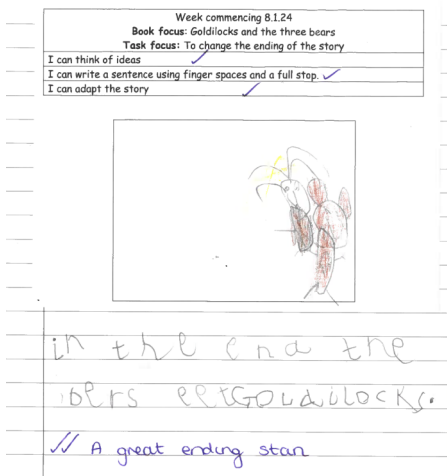 Week commencing 8.1.24
Book focus: Goldilocks and the three bears
Task focus: To change the ending of the story
I can think of ideas
I can write a sentence using finger spaces and a full stop.
I can adapt the story
in the end the
bers eetGoldilocks.
A great ending stan